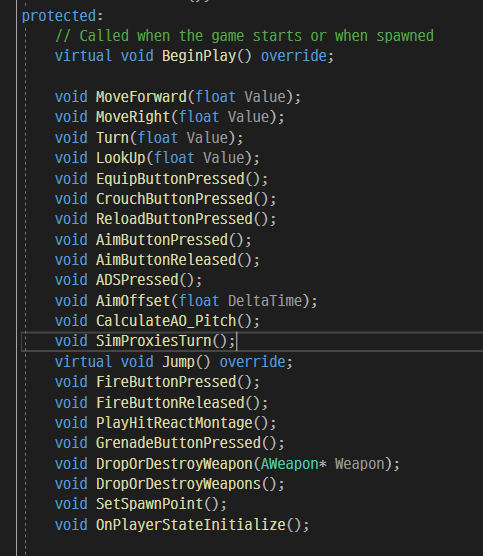 protected:
// Called when the game starts or when spawned
virtual void BeginPlay() override;
void MoveForward(float Value);
void MoveRight(float Value);
void Turn(float Value);
void LookUp(float Value);
void EquipButtonPressed();
void CrouchButtonPressed();
void ReloadButtonPressed();
void AimButtonPressed();
void AimButtonReleased();
void ADSPressed();
void AimOffset(float DeltaTime);
void CalculateAO_Pitch();
void SimProxiesTurn();
virtual void Jump() override;
void FireButtonPressed();
void FireButtonReleased();
void PlayHitReactMontage();
void GrenadeButtonPressed();
void DropOrDestroyWeapon(AWeapon* Weapon);
void DropOrDestroyWeapons();
void SetSpawnPoint();
void OnPlayerStateInitialize();